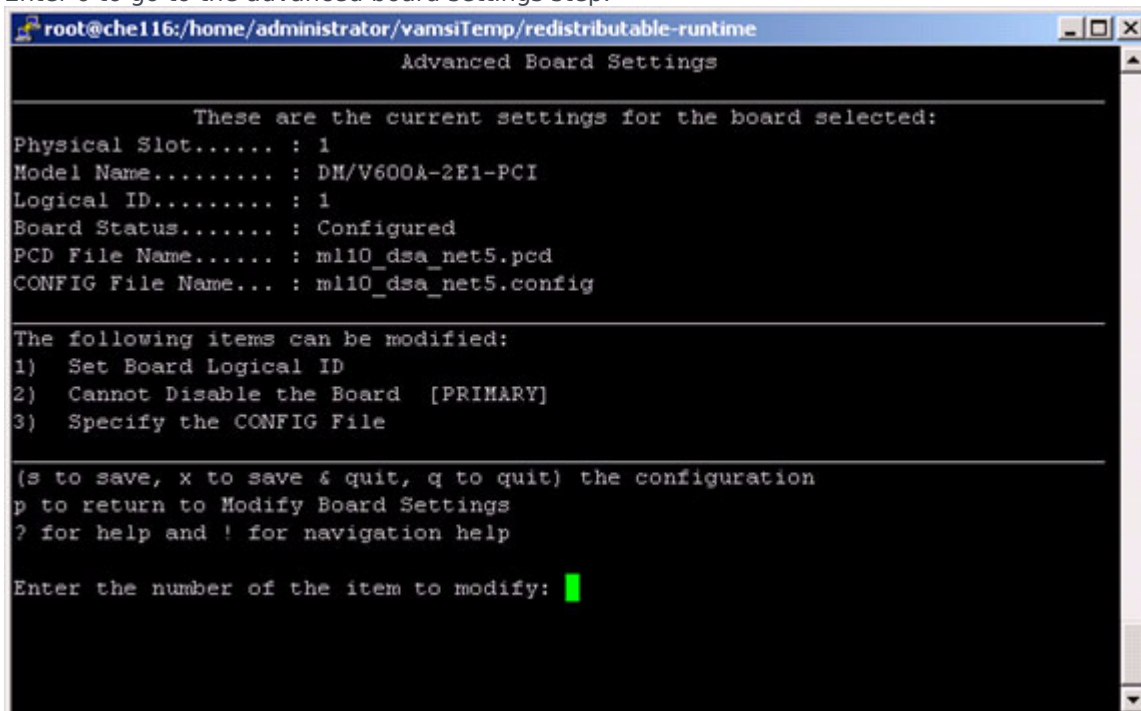 Enter 6 to go to the advanced board settings step.
root@che116:/home/administrator/vamsiTemp/redistributable-runtime
Advanced Board Settings
These are the current settings for the board selected:
Physical Slot...... : 1
Model Name......... : DM/V600A-2E1-PCI
Logical ID......... : 1
Board Status....... : Configured
PCD File Name...... : ml10_dsa_net5.pcd
CONFIG File Name... : ml10_dsa_net5.config
The following items can be modified:
1) Set Board Logical ID
2) Cannot Disable the Board [PRIMARY]
3) Specify the CONFIG File
(s to save, x to save & quit, q to quit) the configuration
p to return to Modify Board Settings
? for help and ! for navigation help
Enter the number of the item to modify: